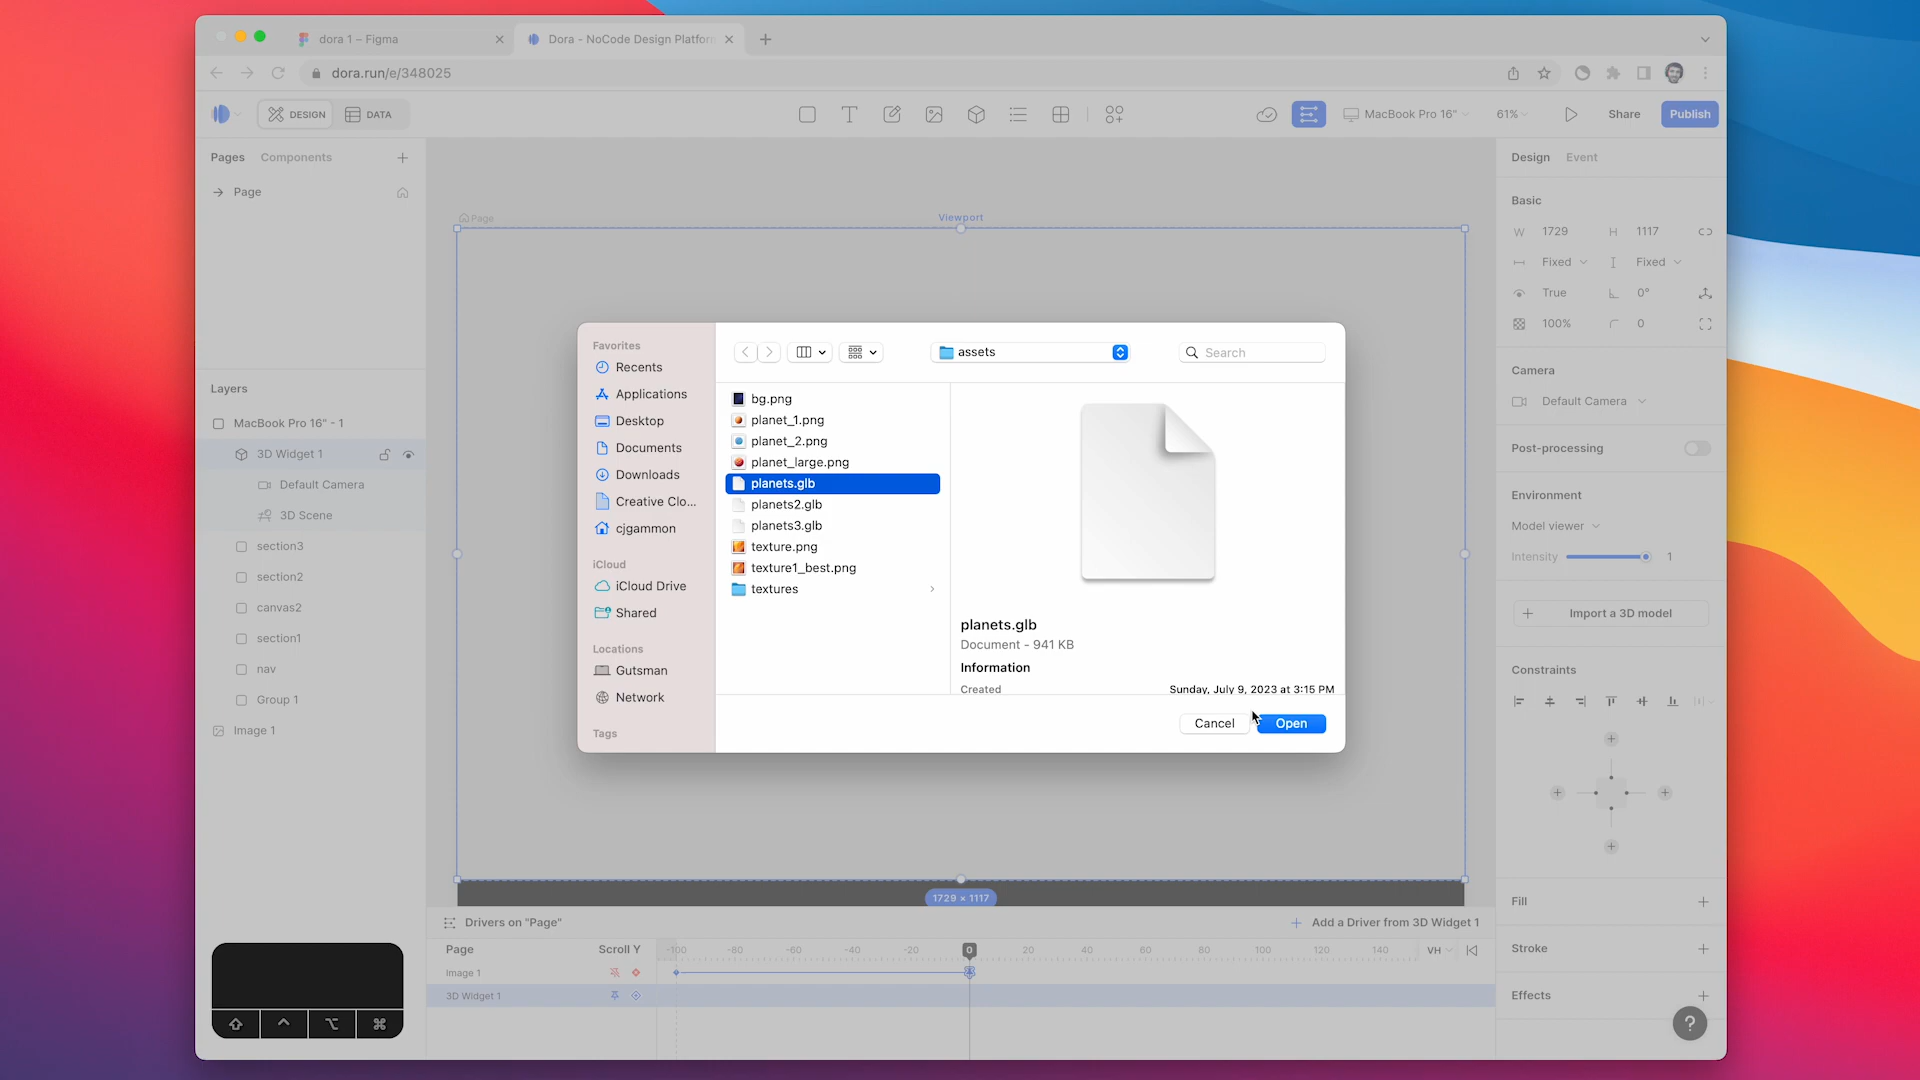 dora 1 – Figma
Dora - NoCode Design Platfor
dora.run/e/348025
DESIGN
DATA
MacBook Pro 16"
61%
Share
Publish
Pages
Components
Design
Event
Page
Basic
W 1729
H 1117
Fixed
Fixed
True
0°
100%
0
Page
Viewport
Camera
Default Camera
Post-processing
Environment
Model viewer
Intensity
1
Import a 3D model
Constraints
Fill
Stroke
Effects
?
Layers
MacBook Pro 16" - 1
3D Widget 1
Default Camera
3D Scene
section3
section2
canvas2
section1
nav
Group 1
Image 1
Favorites
Recents
Applications
Desktop
Documents
Downloads
Creative Clo...
cjgammon
iCloud
iCloud Drive
Shared
Locations
Gutsman
Network
Tags
assets
Search
bg.png
planet_1.png
planet_2.png
planet_large.png
planets.glb
planets2.glb
planets3.glb
texture.png
texture1_best.png
textures
planets.glb
Document - 941 KB
Information
Created
Sunday, July 9, 2023 at 3:15 PM
Cancel
Open
1729 × 1117
Drivers on "Page"
Add a Driver from 3D Widget 1
Page
Scroll Y
-100 -80 -60 -40 -20 0 20 40 60 80 100 120 140
VH
Image 1
3D Widget 1